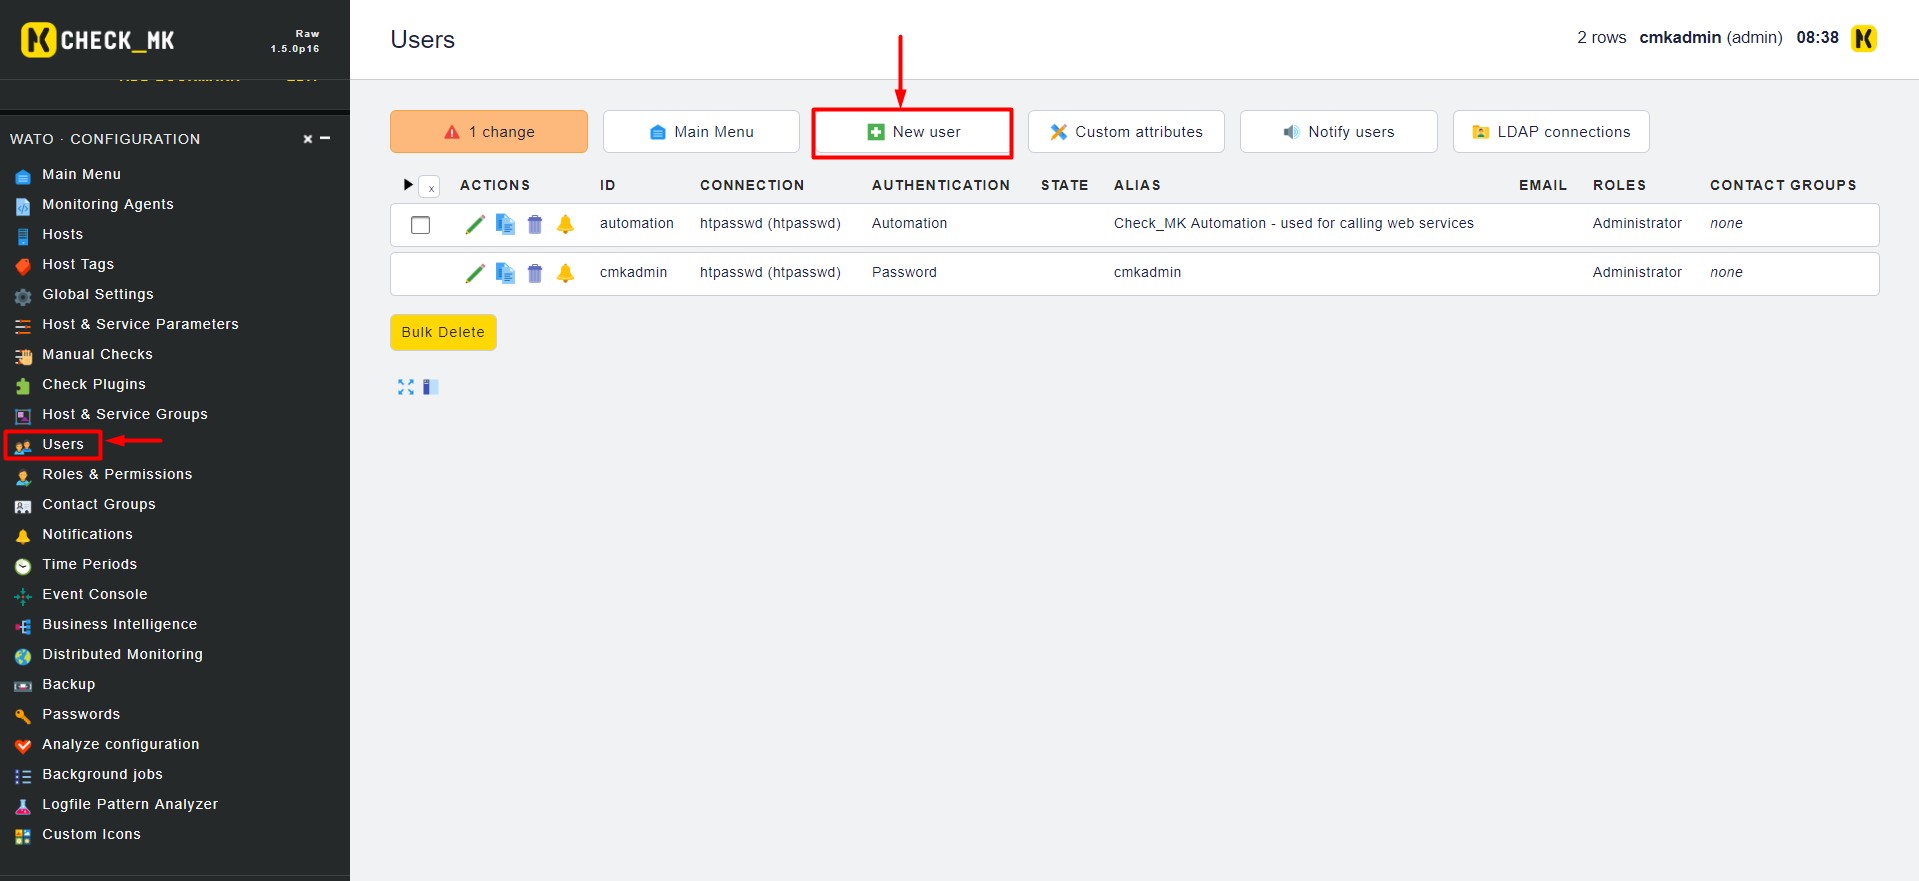 CHECK_MK
Raw
1.5.0p16
WATO · CONFIGURATION
Main Menu
Monitoring Agents
Hosts
Host Tags
Global Settings
Host & Service Parameters
Manual Checks
Check Plugins
Host & Service Groups
Users
Roles & Permissions
Contact Groups
Notifications
Time Periods
Event Console
Business Intelligence
Distributed Monitoring
Backup
Passwords
Analyze configuration
Background jobs
Logfile Pattern Analyzer
Custom Icons
Users
2 rows cmkadmin (admin) 08:38
1 change Main Menu New user Custom attributes Notify users LDAP connections
x ACTIONS ID CONNECTION AUTHENTICATION STATE ALIAS EMAIL ROLES CONTACT GROUPS
automation htpasswd (htpasswd) Automation Check_MK Automation - used for calling web services Administrator none
cmkadmin htpasswd (htpasswd) Password cmkadmin Administrator none
Bulk Delete